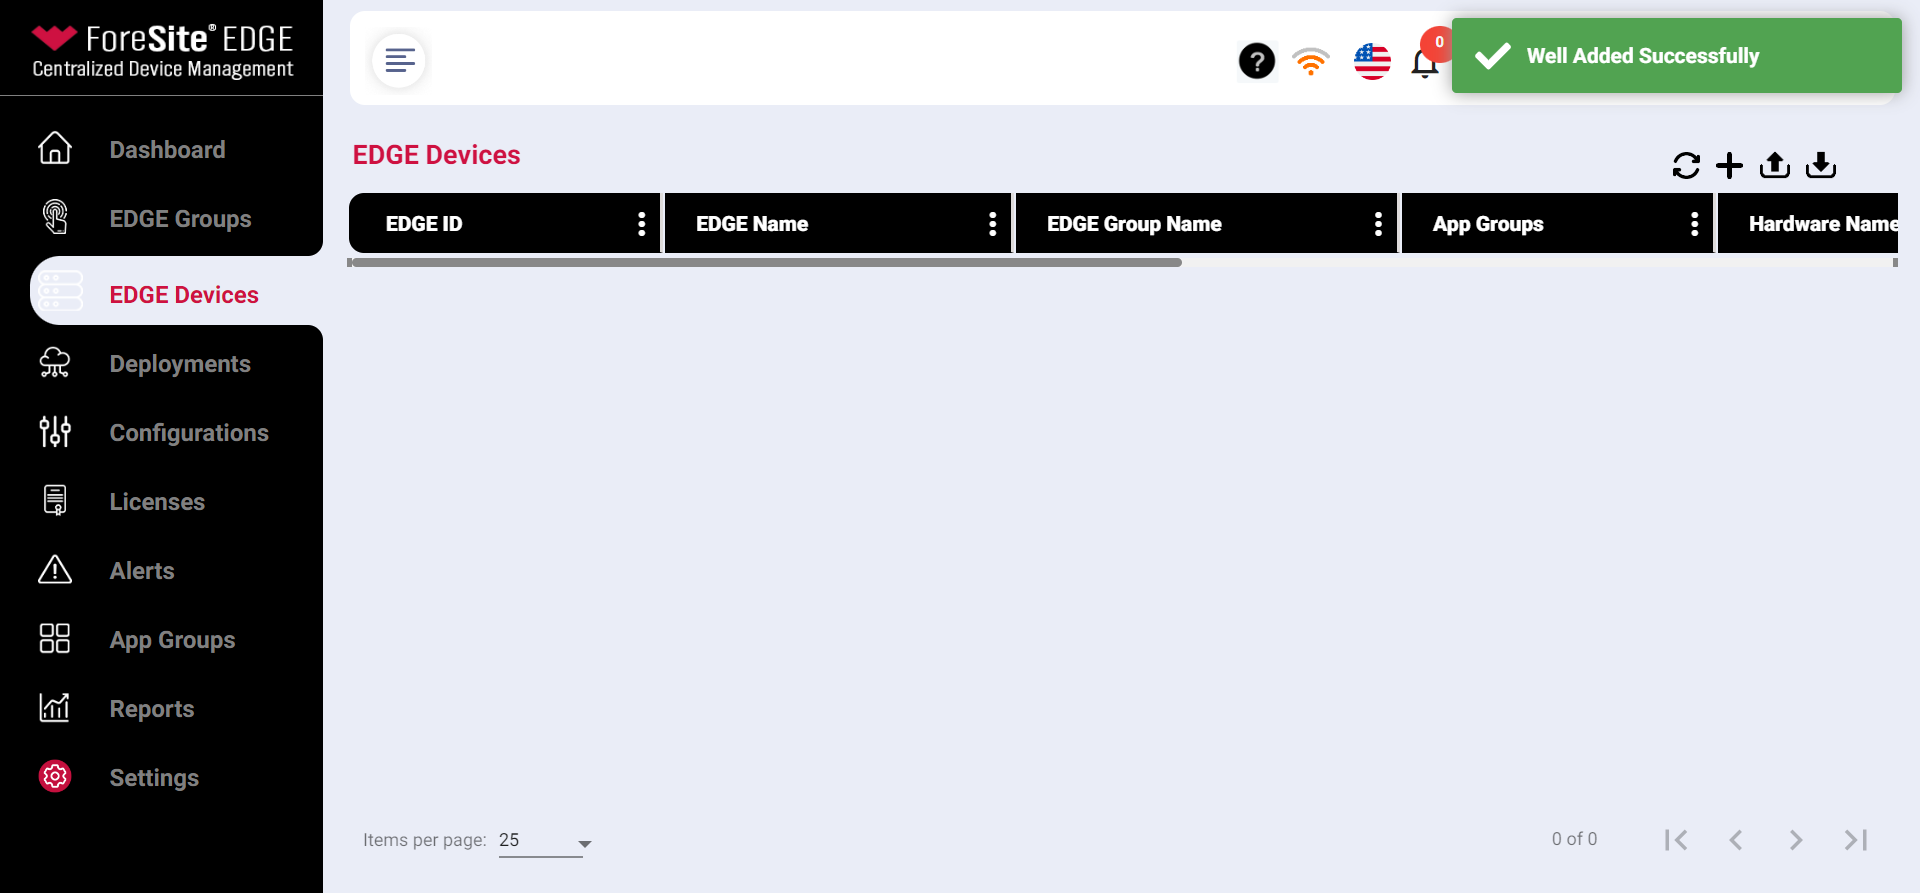 ForeSite® EDGE
Centralized Device Management
Dashboard
EDGE Groups
EDGE Devices
Deployments
Configurations
Licenses
Alerts
App Groups
Reports
Settings
?
0
Well Added Successfully
EDGE Devices
EDGE ID
EDGE Name
EDGE Group Name
App Groups
Hardware Name
Items per page: 25
0 of 0